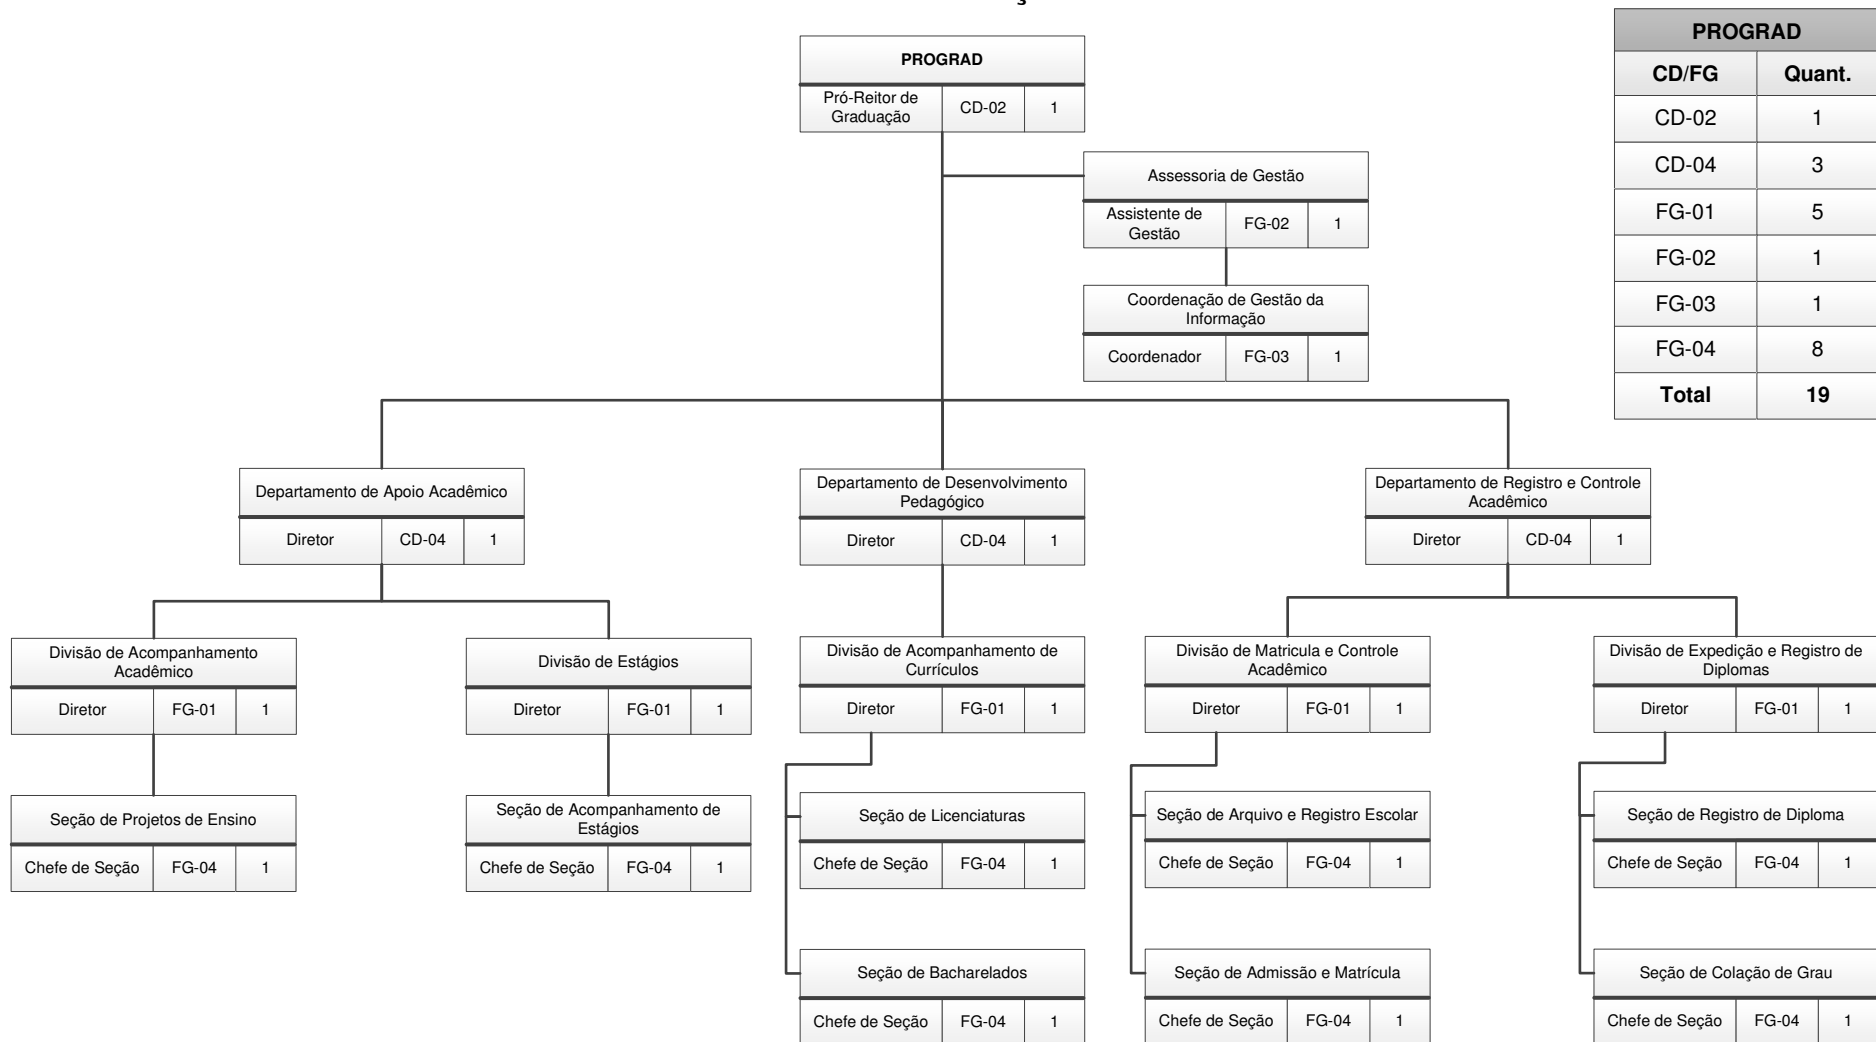 PROGRAD
Pró-Reitor de
Graduação
CD-02
1
Assessoria de Gestão
Assistente de
Gestão
FG-02
1
Coordenação de Gestão da
Informação
Coordenador
FG-03
1
PROGRAD
CD/FG Quant.
CD-02 1
CD-04 3
FG-01 5
FG-02 1
FG-03 1
FG-04 8
Total 19
Departamento de Apoio Acadêmico
Diretor CD-04 1
Departamento de Desenvolvimento
Pedagógico
Diretor CD-04 1
Departamento de Registro e Controle
Acadêmico
Diretor CD-04 1
Divisão de Acompanhamento
Acadêmico
Diretor FG-01 1
Divisão de Estágios
Diretor FG-01 1
Divisão de Acompanhamento de
Currículos
Diretor FG-01 1
Divisão de Matricula e Controle
Acadêmico
Diretor FG-01 1
Divisão de Expedição e Registro de
Diplomas
Diretor FG-01 1
Seção de Projetos de Ensino
Chefe de Seção FG-04 1
Seção de Acompanhamento de
Estágios
Chefe de Seção FG-04 1
Seção de Licenciaturas
Chefe de Seção FG-04 1
Seção de Arquivo e Registro Escolar
Chefe de Seção FG-04 1
Seção de Registro de Diploma
Chefe de Seção FG-04 1
Seção de Bacharelados
Chefe de Seção FG-04 1
Seção de Admissão e Matrícula
Chefe de Seção FG-04 1
Seção de Colação de Grau
Chefe de Seção FG-04 1